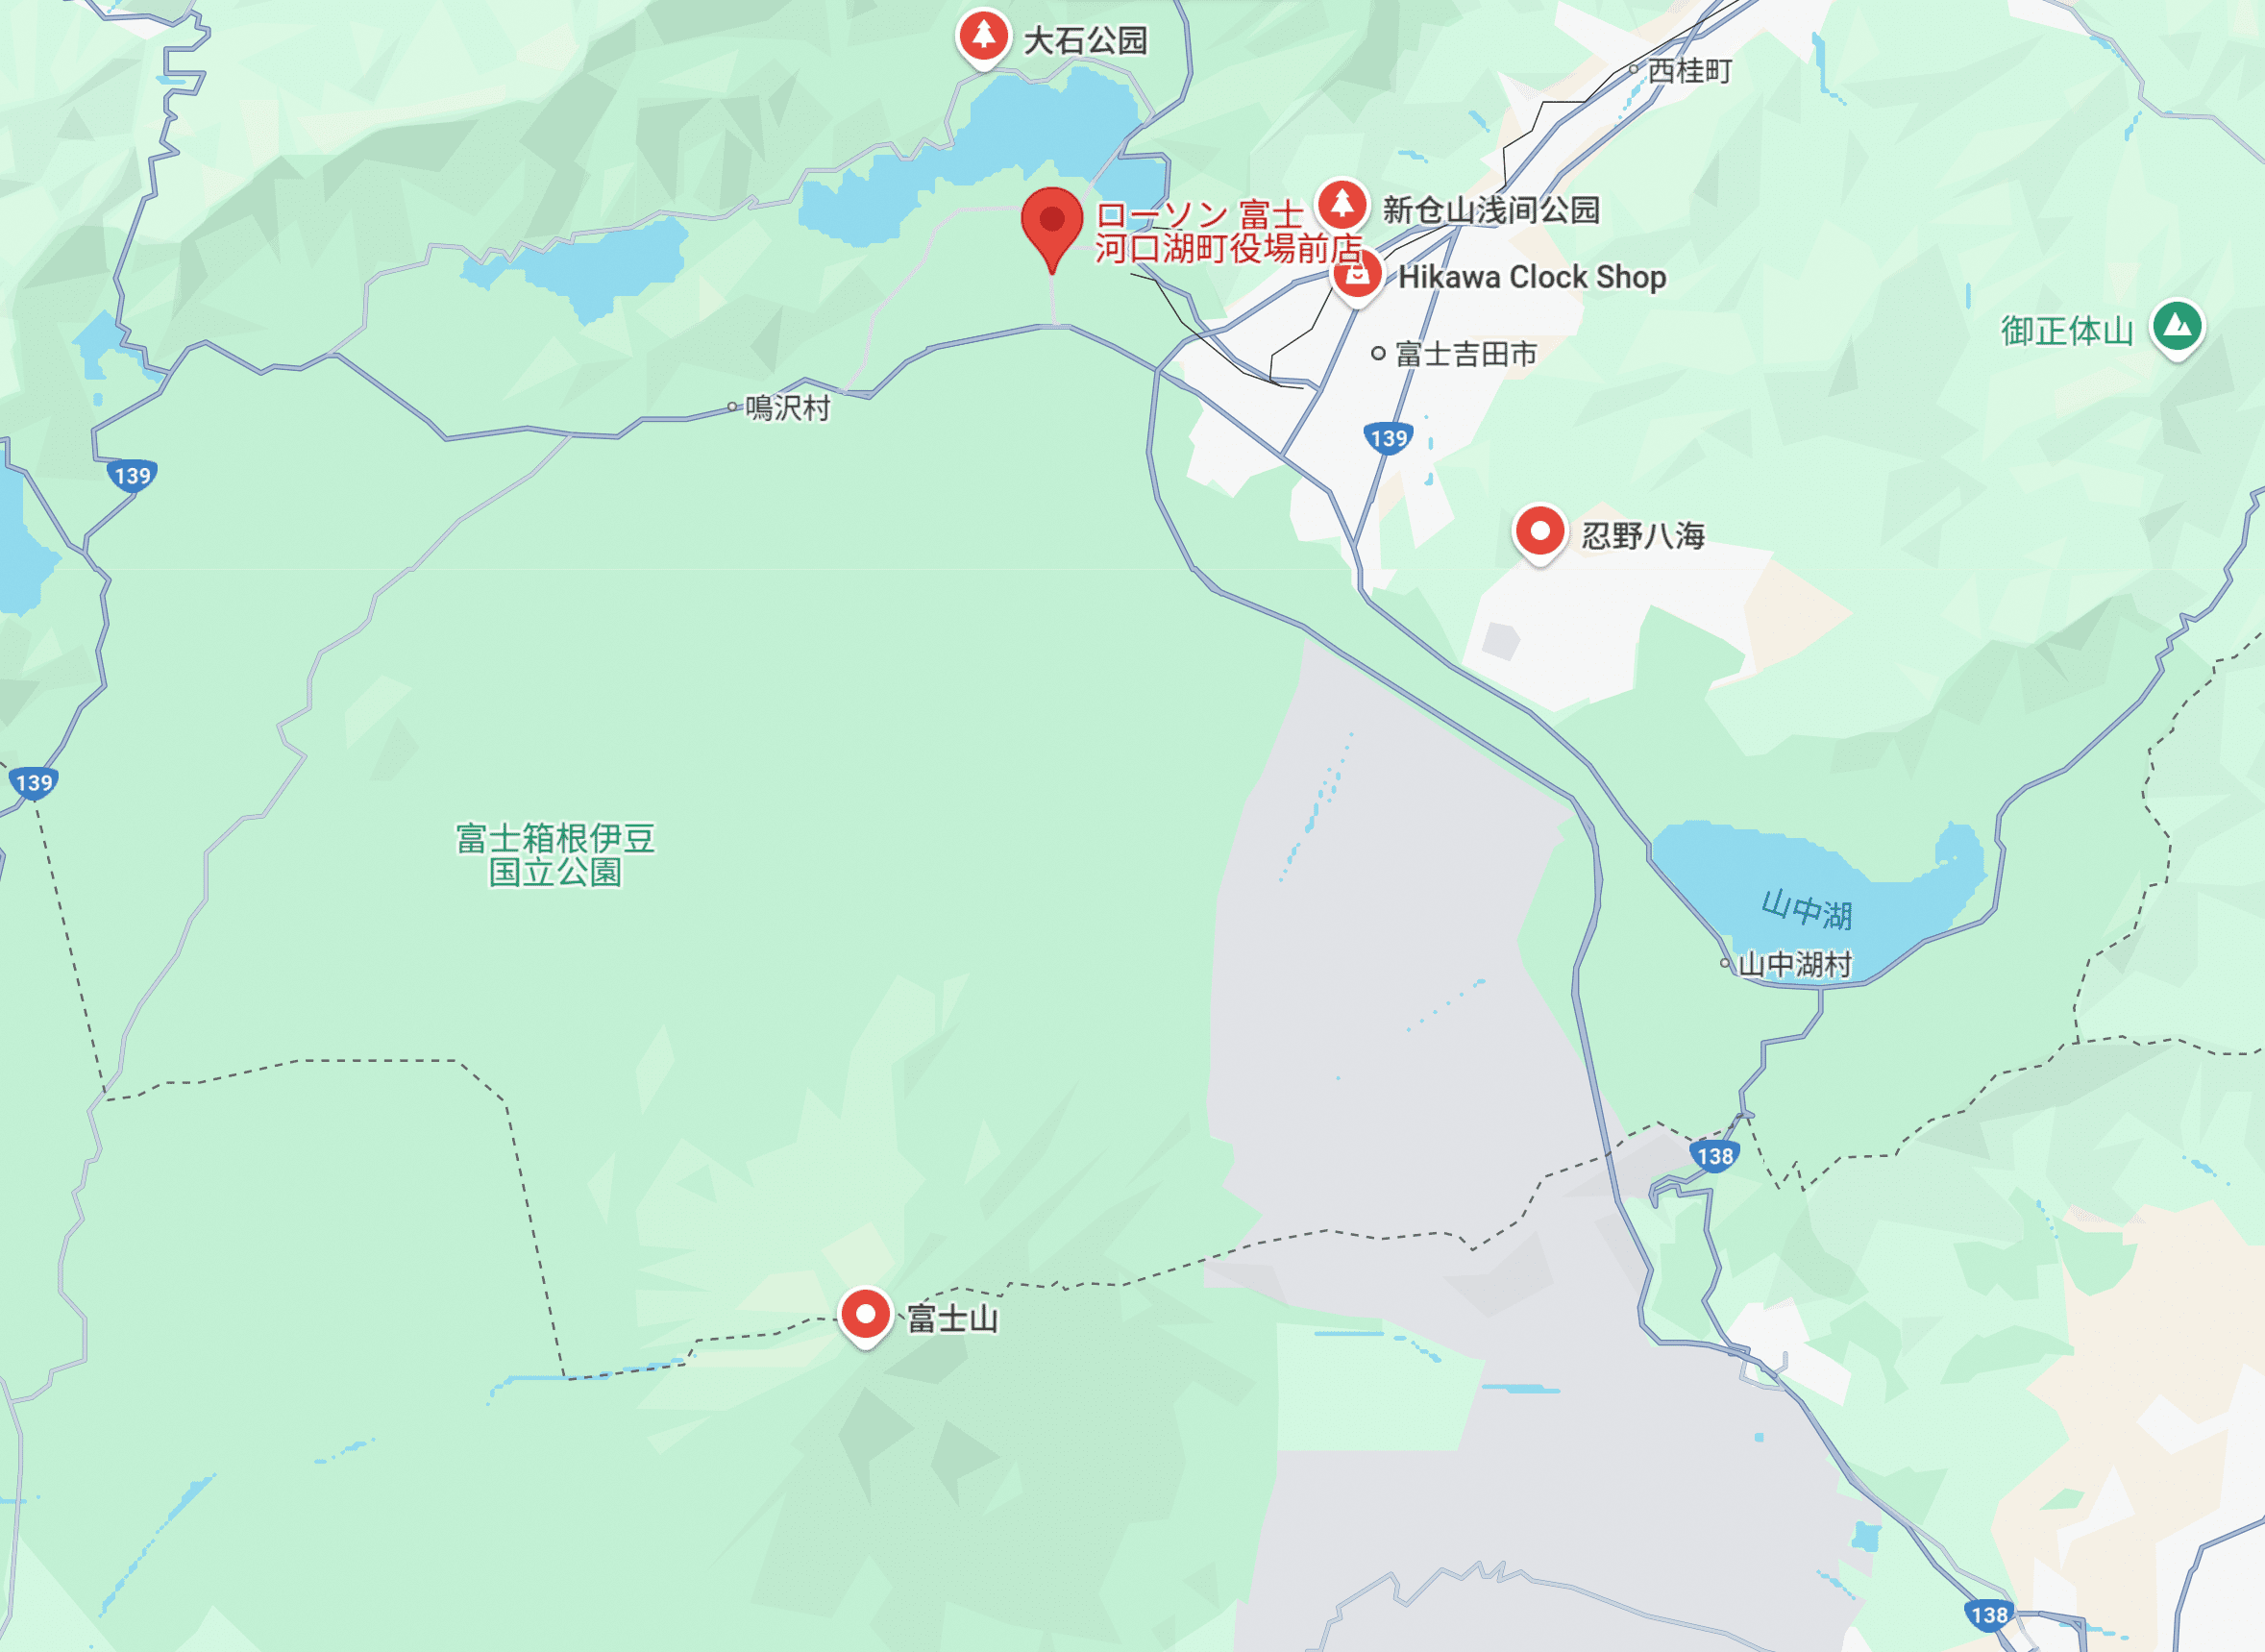 大石公园
西桂町
ローソン 富士
河口湖町役場前店
新仓山浅间公园
Hikawa Clock Shop
御正体山
富士吉田市
鳴沢村
139
139
忍野八海
139
富士箱根伊豆
国立公園
山中湖
山中湖村
138
富士山
138